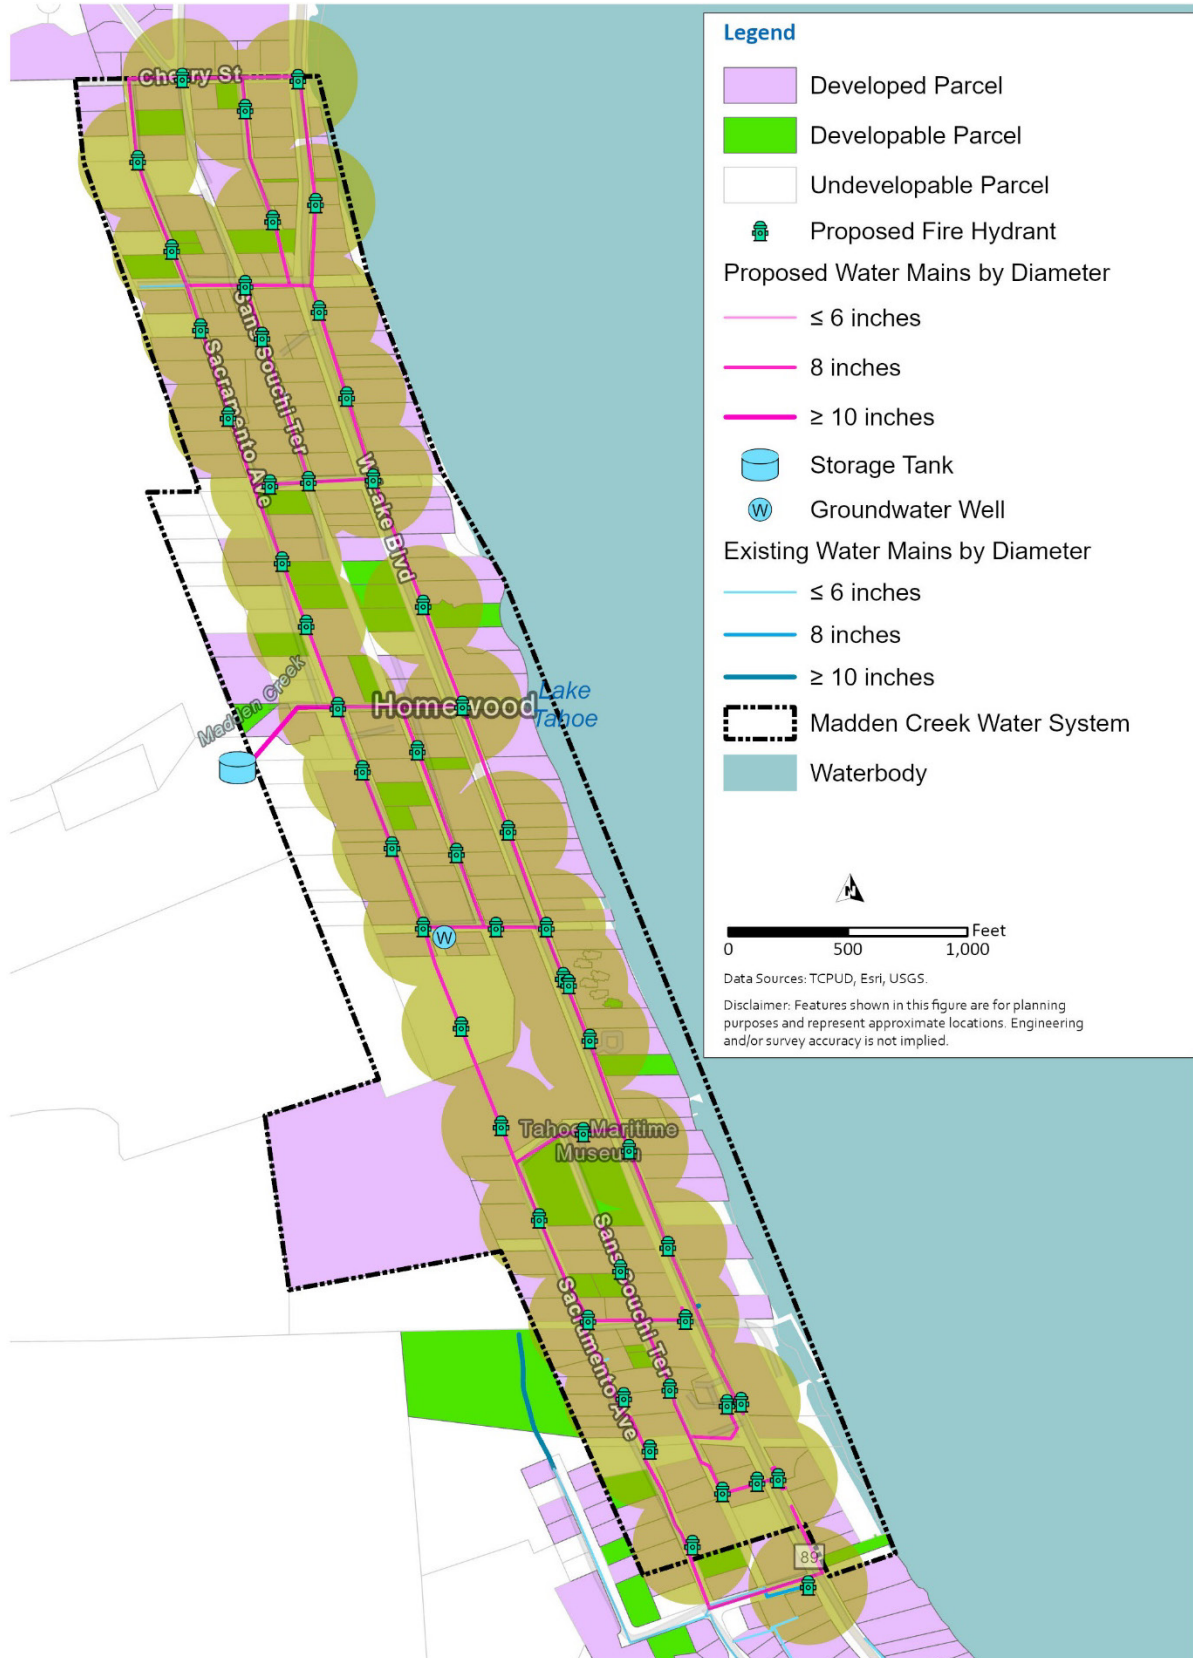 Legend
Developed Parcel
Developable Parcel
Undevelopable Parcel
Proposed Fire Hydrant
Proposed Water Mains by Diameter
≤ 6 inches
8 inches
≥ 10 inches
Storage Tank
W
Groundwater Well
Existing Water Mains by Diameter
≤ 6 inches
8 inches
≥ 10 inches
Madden Creek Water System
Waterbody
N
Feet
0
500
1,000
Data Sources: TCPUD, Esri, USGS.
Disclaimer: Features shown in this figure are for planning
purposes and represent approximate locations. Engineering
and/or survey accuracy is not implied.
Cherry St
Sans Souchi Ter
Sacramento Ave
W Lake Blvd
Madden Creek
Homewood
Lake
Tahoe
W
Tahoe Maritime
Museum
Sans Souchi Ter
Sacramento Ave
89